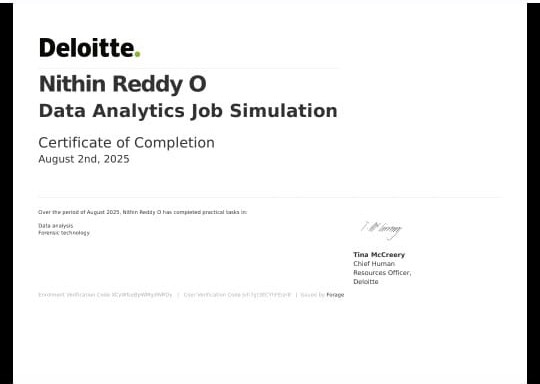 Deloitte.
Nithin Reddy O
Data Analytics Job Simulation
Certificate of Completion
August 2nd, 2025
Over the period of August 2025, Nithin Reddy O has completed practical tasks in:
Data analysis
Forensic technology
Tina McCreery
Chief Human
Resources Officer,
Deloitte
Enrolment Verification Code | User Verification Code | Issued by Forage